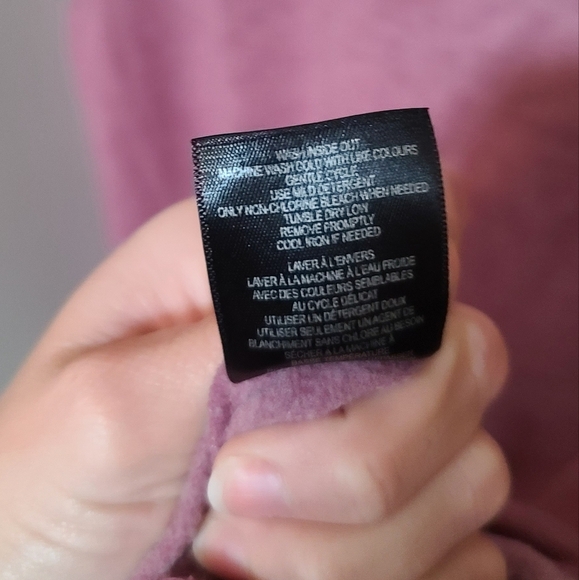 WASH INSIDE OUT
MACHINE WASH COLD WITH LIKE COLOURS
GENTLE CYCLE
USE MILD DETERGENT
ONLY NON-CHLORINE BLEACH WHEN NEEDED
TUMBLE DRY LOW
REMOVE PROMPTLY
COOL IRON IF NEEDED
LAVER À L'ENVERS
LAVER À LA MACHINE À L'EAU FROIDE
AVEC DES COULEURS SEMBLABLES
AU CYCLE DÉLICAT
UTILISER UN DÉTERGENT DOUX
UTILISER SEULEMENT UN AGENT DE
BLANCHIMENT SANS CHLORE AU BESOIN
SÉCHER À LA MACHINE À